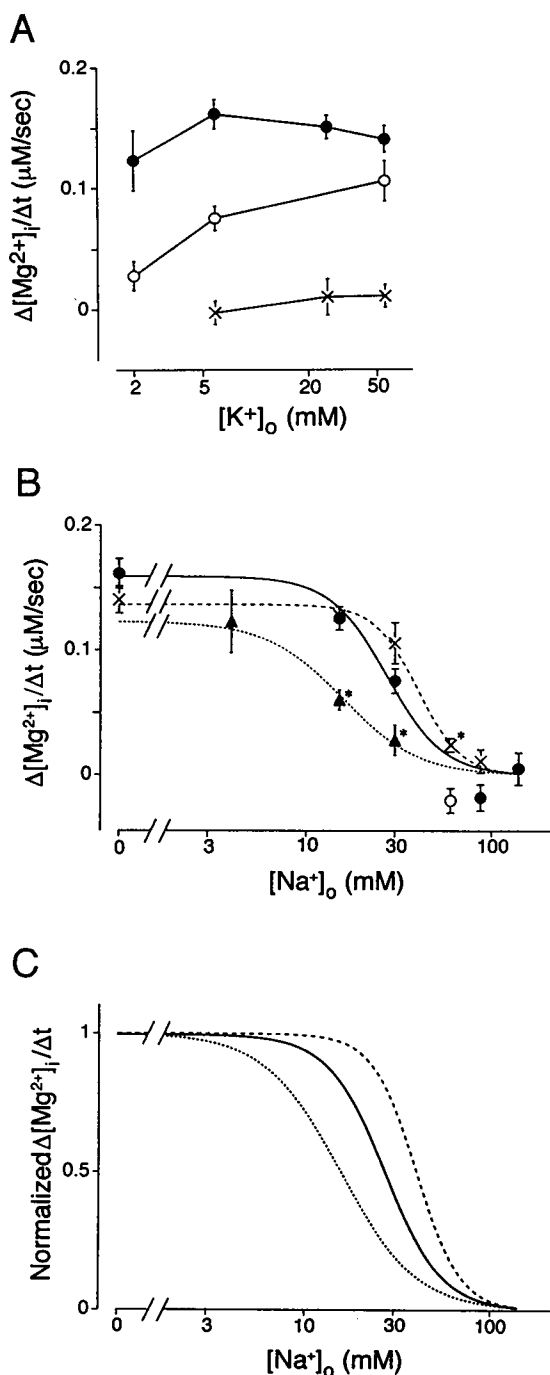 A
Δ[Mg²⁺]ᵢ/Δt (μM/sec)
0.2
0.1
0
2 5 20 50
[K⁺]ₒ (mM)
B
Δ[Mg²⁺]ᵢ/Δt (μM/sec)
0.2
0.1
0
* * *
0 3 10 30 100
[Na⁺]ₒ (mM)
C
Normalized Δ[Mg²⁺]ᵢ/Δt
1
0.5
0
0 3 10 30 100
[Na⁺]ₒ (mM)